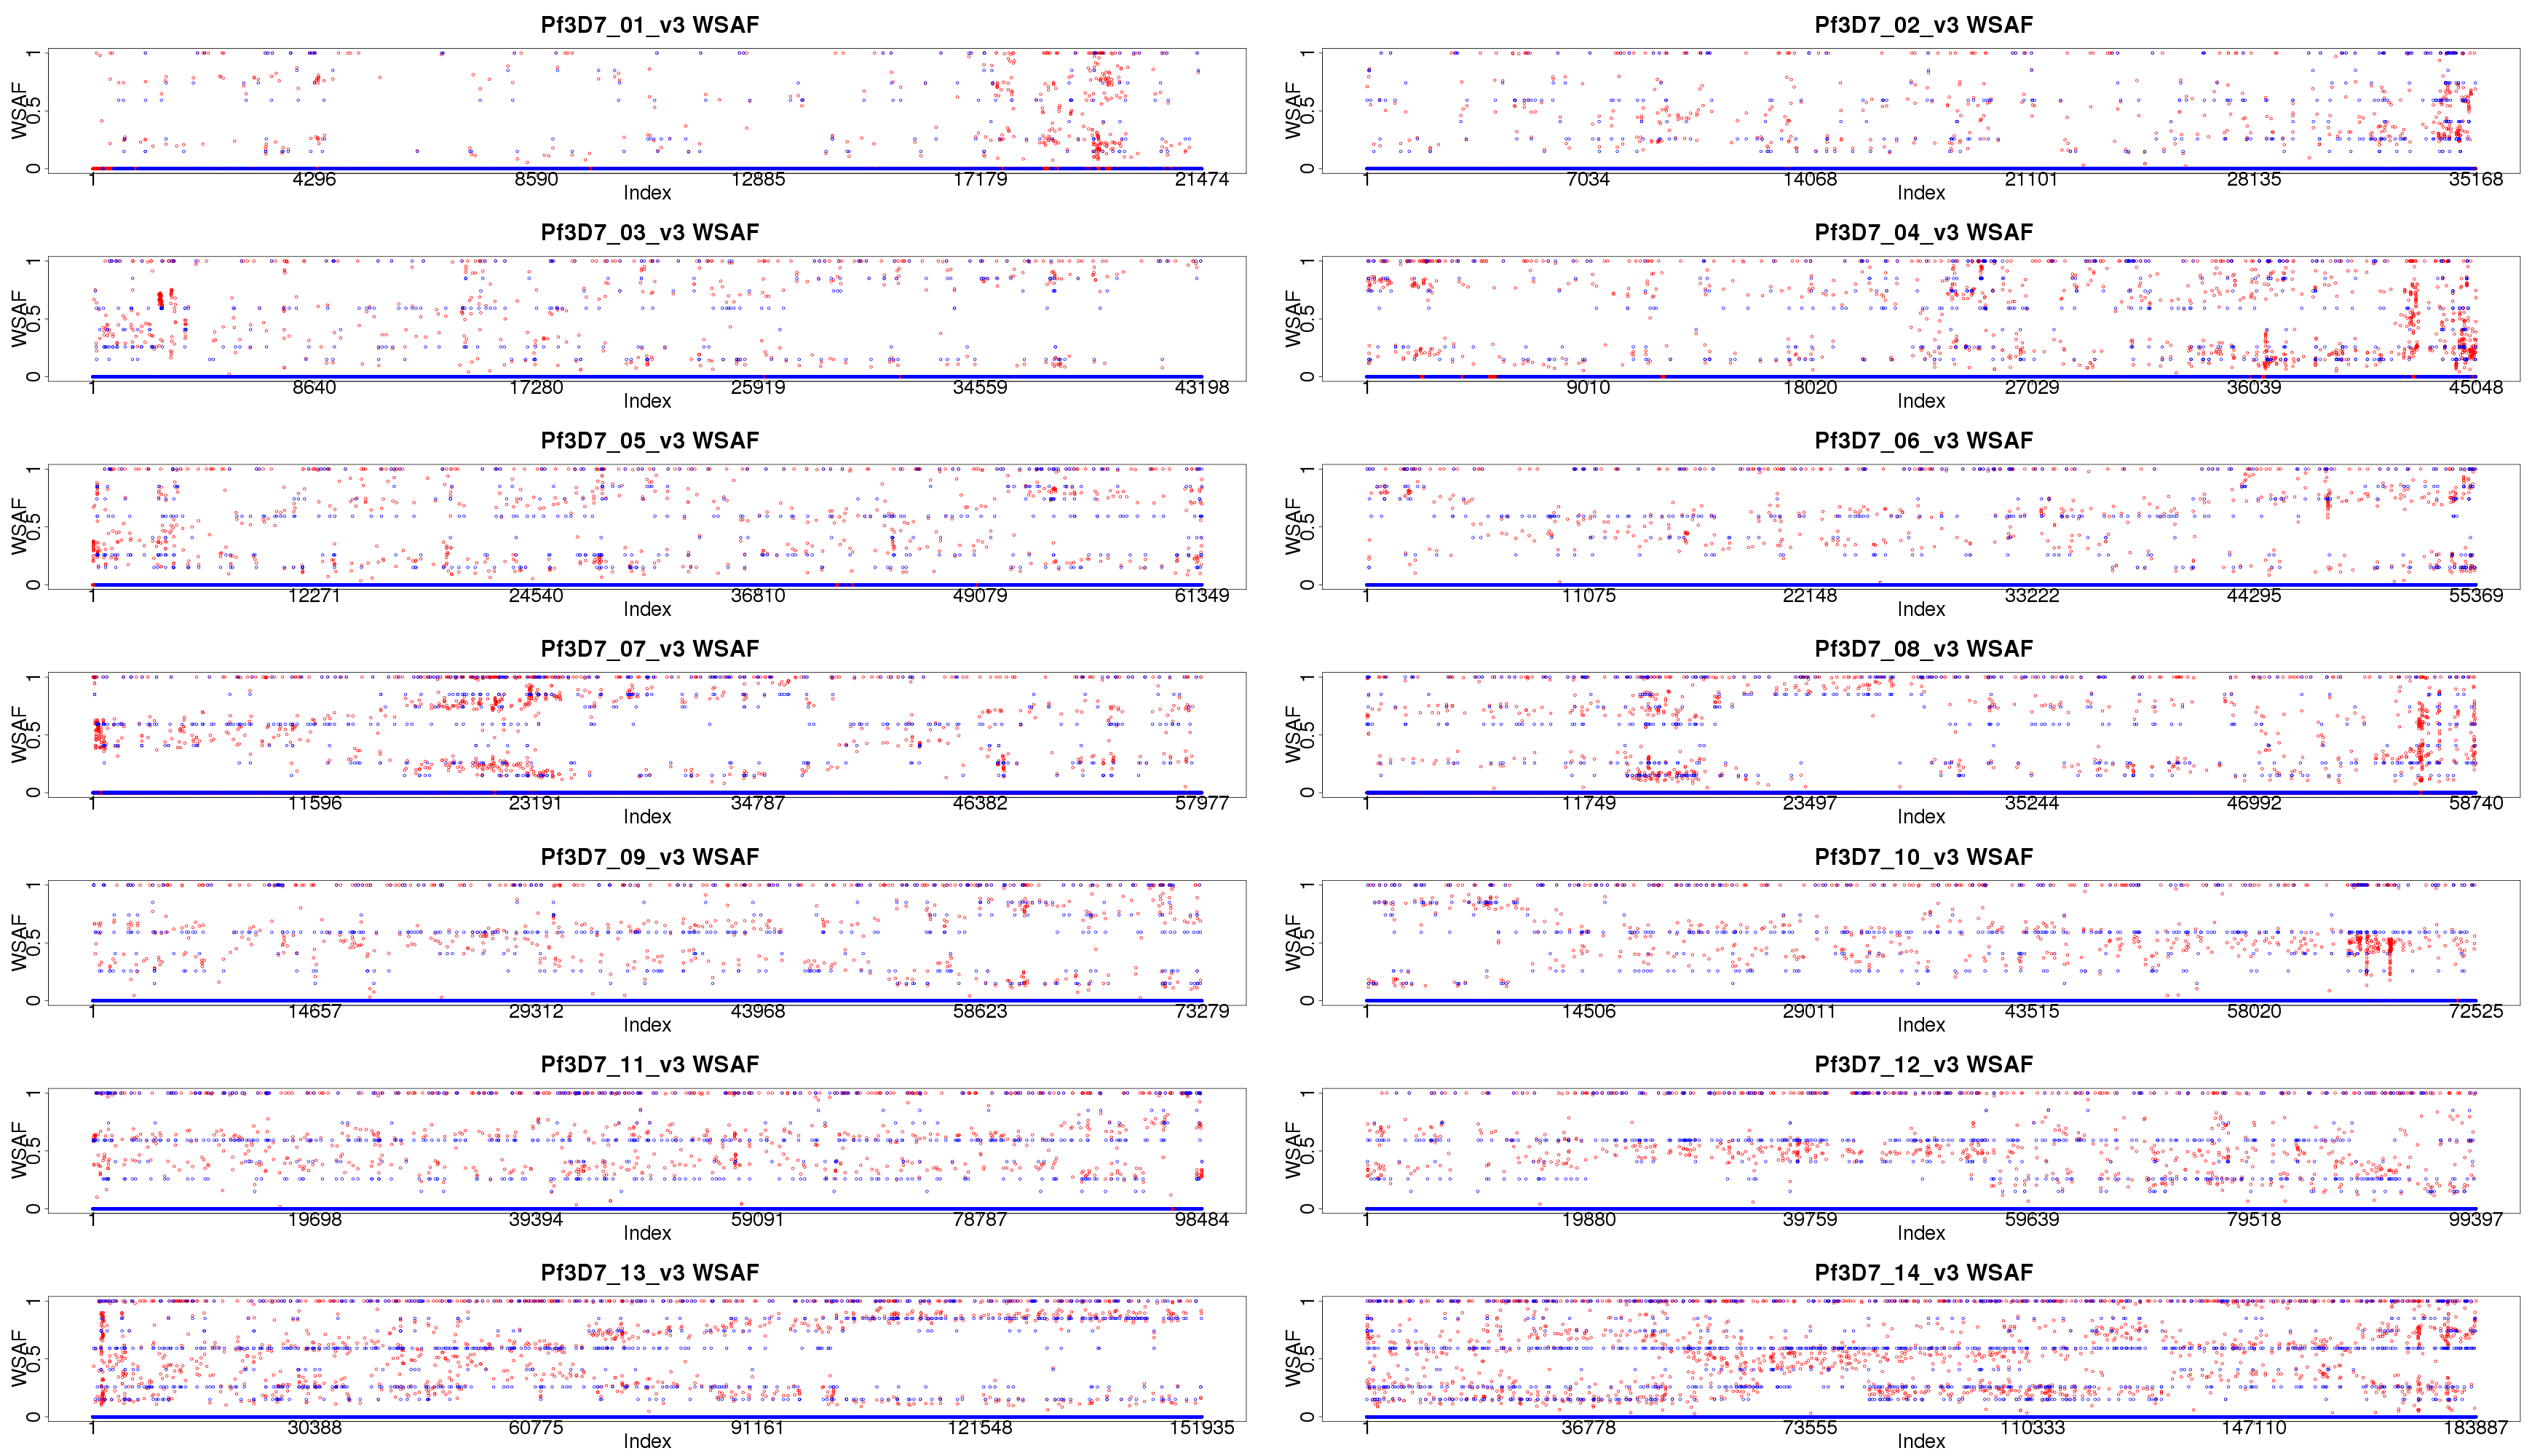 Pf3D7_01_v3 WSAF
WSAF
0 0.5 1
1 4296 8590 12885 17179 21474
Index
Pf3D7_02_v3 WSAF
WSAF
0 0.5 1
1 7034 14068 21101 28135 35168
Index
Pf3D7_03_v3 WSAF
WSAF
0 0.5 1
1 8640 17280 25919 34559 43198
Index
Pf3D7_04_v3 WSAF
WSAF
0 0.5 1
1 9010 18020 27029 36039 45048
Index
Pf3D7_05_v3 WSAF
WSAF
0 0.5 1
1 12271 24540 36810 49079 61349
Index
Pf3D7_06_v3 WSAF
WSAF
0 0.5 1
1 11075 22148 33222 44295 55369
Index
Pf3D7_07_v3 WSAF
WSAF
0 0.5 1
1 11596 23191 34787 46382 57977
Index
Pf3D7_08_v3 WSAF
WSAF
0 0.5 1
1 11749 23497 35244 46992 58740
Index
Pf3D7_09_v3 WSAF
WSAF
0 0.5 1
1 14657 29312 43968 58623 73279
Index
Pf3D7_10_v3 WSAF
WSAF
0 0.5 1
1 14506 29011 43515 58020 72525
Index
Pf3D7_11_v3 WSAF
WSAF
0 0.5 1
1 19698 39394 59091 78787 98484
Index
Pf3D7_12_v3 WSAF
WSAF
0 0.5 1
1 19880 39759 59639 79518 99397
Index
Pf3D7_13_v3 WSAF
WSAF
0 0.5 1
1 30388 60775 91161 121548 151935
Index
Pf3D7_14_v3 WSAF
WSAF
0 0.5 1
1 36778 73555 110333 147110 183887
Index